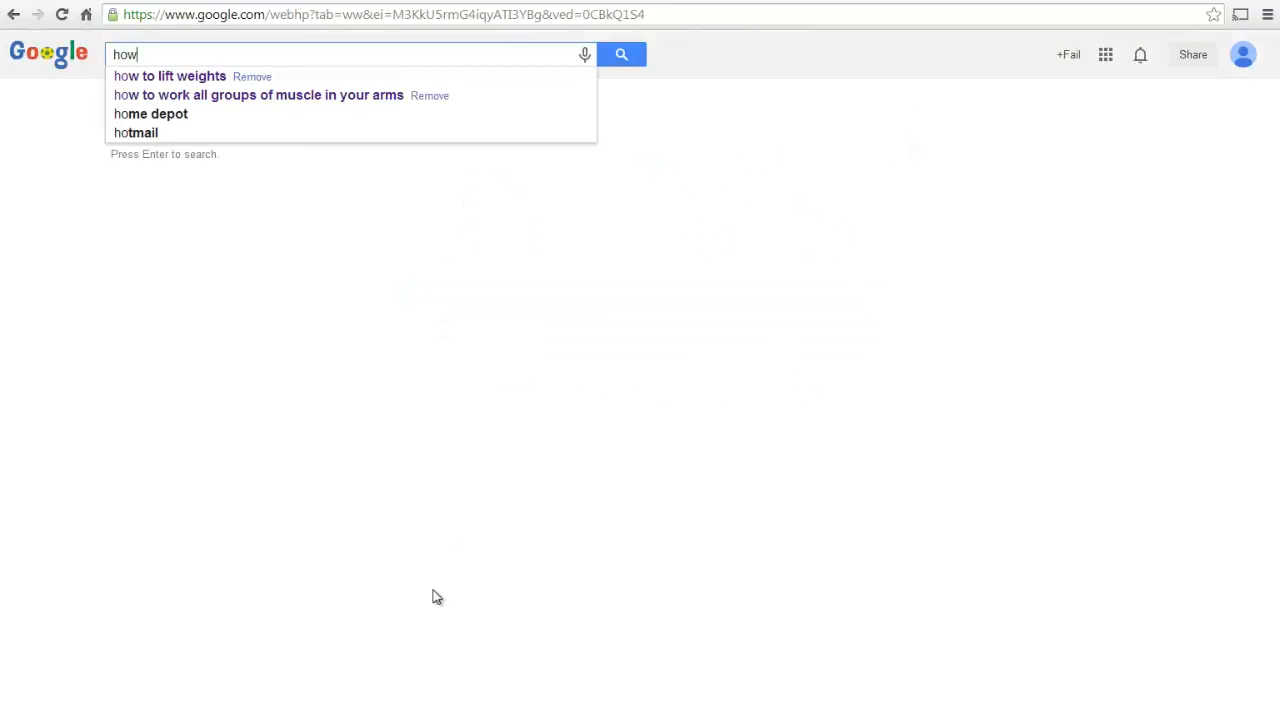 https://www.google.com/webhp?tab=ww&ei=M3KkU5rmG4iqyATI3YBg&ved=0CBkQ1S4
Google how +Fail Share
how to lift weights Remove
how to work all groups of muscle in your arms Remove
home depot
hotmail
Press Enter to search.